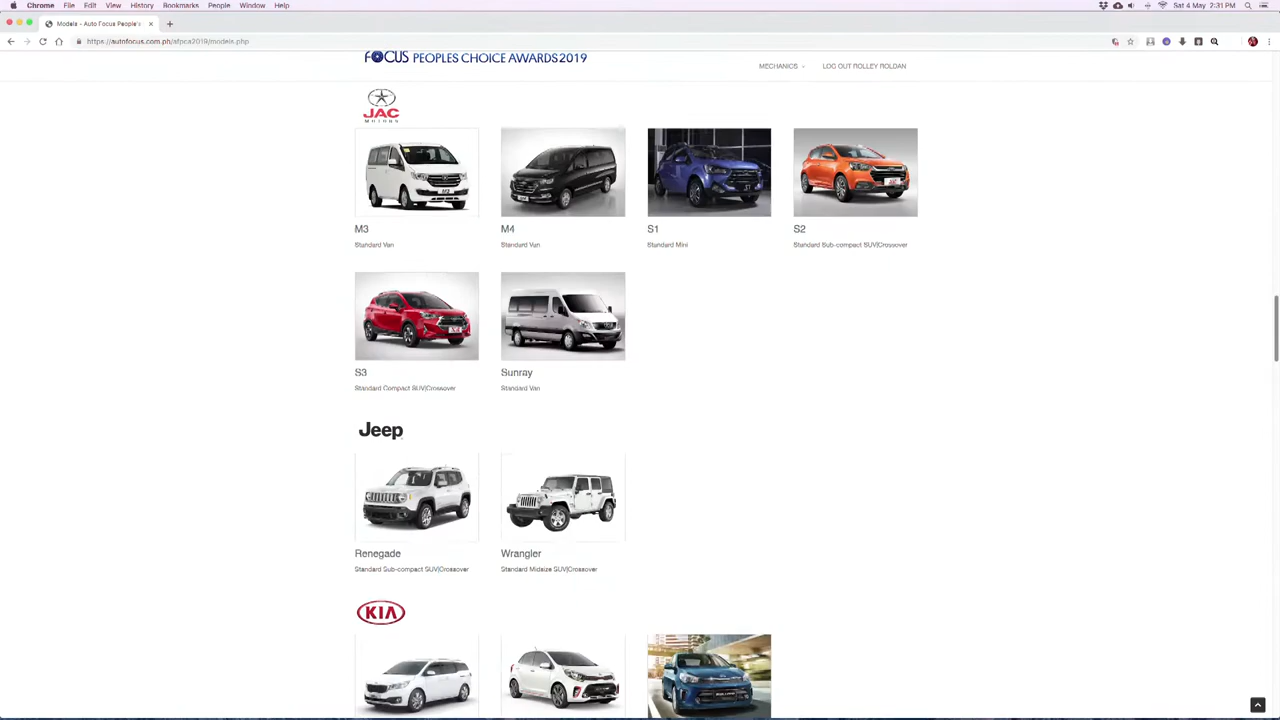 Chrome File Edit View History Bookmarks People Window Help
Sat 4 May 2:31 PM
Models - Auto Focus People's
https://autofocus.com.ph/afpca2019/models.php
FOCUS PEOPLES CHOICE AWARDS 2019
MECHANICS
LOG OUT ROLLEY ROLDAN
JAC
MOTORS
M3 M4 S1 S2
Standard Van Standard Van Standard Mini Standard Sub-compact SUV|Crossover
S3 Sunray
Standard Compact SUV|Crossover Standard Van
Jeep
Renegade Wrangler
Standard Sub-compact SUV|Crossover Standard Midsize SUV|Crossover
KIA